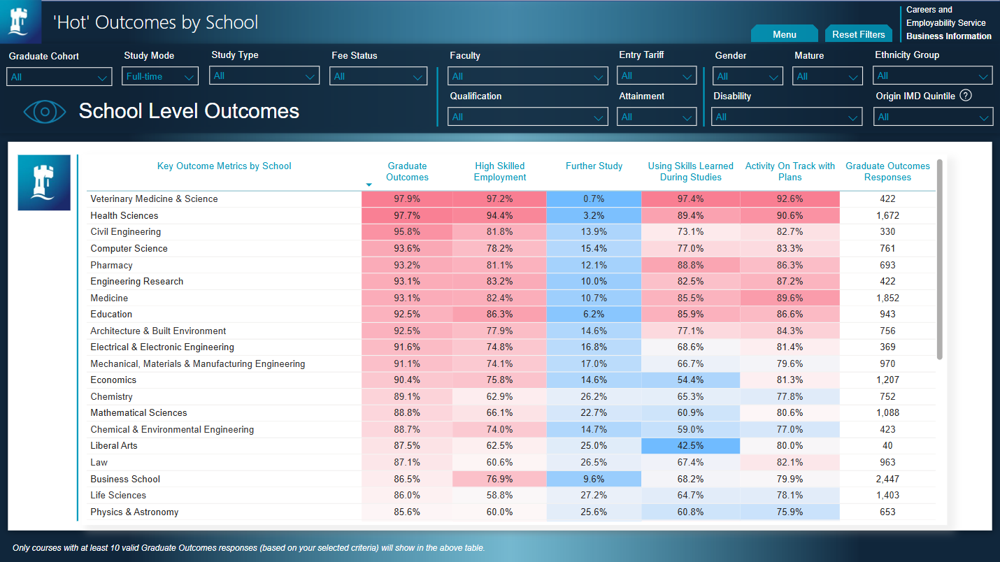 'Hot' Outcomes by School
Menu
Reset Filters
Careers and
Employability Service
Business Information
Graduate Cohort
All
Study Mode
Full-time
Study Type
All
Fee Status
All
Faculty
All
Entry Tariff
All
Gender
All
Mature
All
Ethnicity Group
All
School Level Outcomes
Qualification
All
Attainment
All
Disability
All
Origin IMD Quintile ?
All
Key Outcome Metrics by School Graduate Outcomes High Skilled Employment Further Study Using Skills Learned During Studies Activity On Track with Plans Graduate Outcomes Responses
Veterinary Medicine & Science 97.9% 97.2% 0.7% 97.4% 92.6% 422
Health Sciences 97.7% 94.4% 3.2% 89.4% 90.6% 1,672
Civil Engineering 95.8% 81.8% 13.9% 73.1% 82.7% 330
Computer Science 93.6% 78.2% 15.4% 77.0% 83.3% 761
Pharmacy 93.2% 81.1% 12.1% 88.8% 86.3% 693
Engineering Research 93.1% 83.2% 10.0% 82.5% 87.2% 422
Medicine 93.1% 82.4% 10.7% 85.5% 89.6% 1,852
Education 92.5% 86.3% 6.2% 85.9% 86.6% 943
Architecture & Built Environment 92.5% 77.9% 14.6% 77.1% 84.3% 756
Electrical & Electronic Engineering 91.6% 74.8% 16.8% 68.6% 81.4% 369
Mechanical, Materials & Manufacturing Engineering 91.1% 74.1% 17.0% 66.7% 79.6% 970
Economics 90.4% 75.8% 14.6% 54.4% 81.3% 1,207
Chemistry 89.1% 62.9% 26.2% 65.3% 77.8% 752
Mathematical Sciences 88.8% 66.1% 22.7% 60.9% 80.6% 1,088
Chemical & Environmental Engineering 88.7% 74.0% 14.7% 59.0% 77.0% 423
Liberal Arts 87.5% 62.5% 25.0% 42.5% 80.0% 40
Law 87.1% 60.6% 26.5% 67.4% 82.1% 963
Business School 86.5% 76.9% 9.6% 68.2% 79.9% 2,447
Life Sciences 86.0% 58.8% 27.2% 64.7% 78.1% 1,403
Physics & Astronomy 85.6% 60.0% 25.6% 60.8% 75.9% 653
Only courses with at least 10 valid Graduate Outcomes responses (based on your selected criteria) will show in the above table.